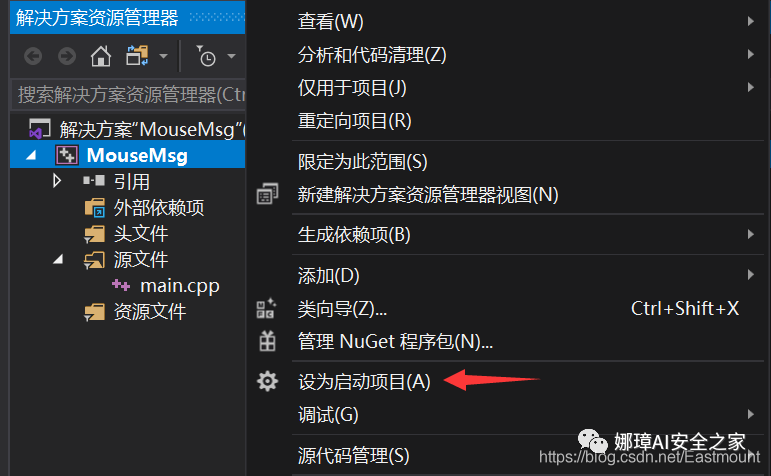 解决方案资源管理器
搜索解决方案资源管理器(Ctr
解决方案"MouseMsg"(
MouseMsg
引用
外部依赖项
头文件
源文件
main.cpp
资源文件
查看(W)
分析和代码清理(Z)
仅用于项目(J)
重定向项目(R)
限定为此范围(S)
新建解决方案资源管理器视图(N)
生成依赖项(B)
添加(D)
类向导(Z)... Ctrl+Shift+X
管理 NuGet 程序包(N)...
设为启动项目(A)
调试(G)
源代码管理(S)
娜璋AI安全之家
https://blog.csdn.net/Eastmount